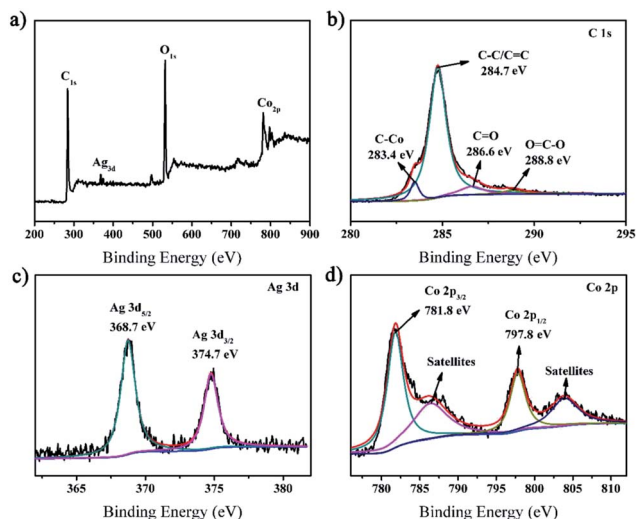 a)
C1s
O1s
Ag3d
Co2p
200 300 400 500 600 700 800 900
Binding Energy (eV)
b)
C 1s
C-C/C=C
284.7 eV
C-Co
283.4 eV
C=O
286.6 eV
O=C-O
288.8 eV
280 285 290 295
Binding Energy (eV)
c)
Ag 3d
Ag 3d5/2
368.7 eV
Ag 3d3/2
374.7 eV
365 370 375 380
Binding Energy (eV)
d)
Co 2p
Co 2p3/2
781.8 eV
Satellites
Co 2p1/2
797.8 eV
Satellites
780 785 790 795 800 805 810
Binding Energy (eV)